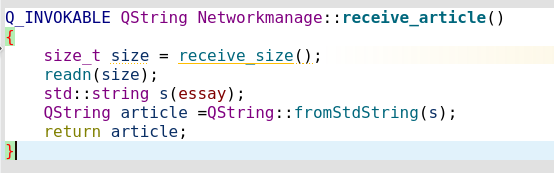 Q_INVOKABLE QString Networkmanage::receive_article()
{
    size_t size = receive_size();
    readn(size);
    std::string s(essay);
    QString article =QString::fromStdString(s);
    return article;
}